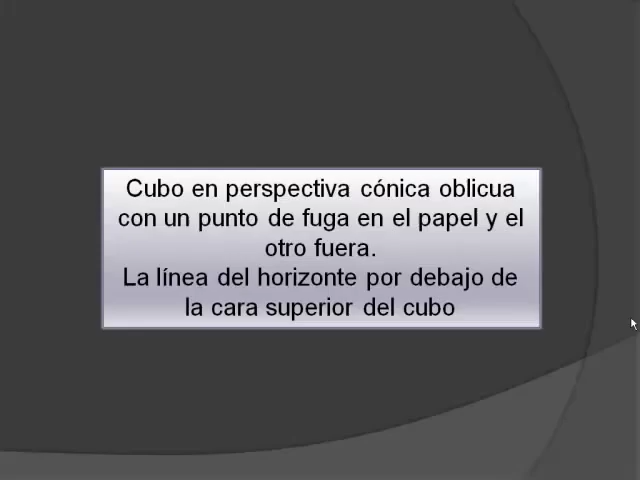 Cubo en perspectiva cónica oblicua
con un punto de fuga en el papel y el
otro fuera.
La línea del horizonte por debajo de
la cara superior del cubo